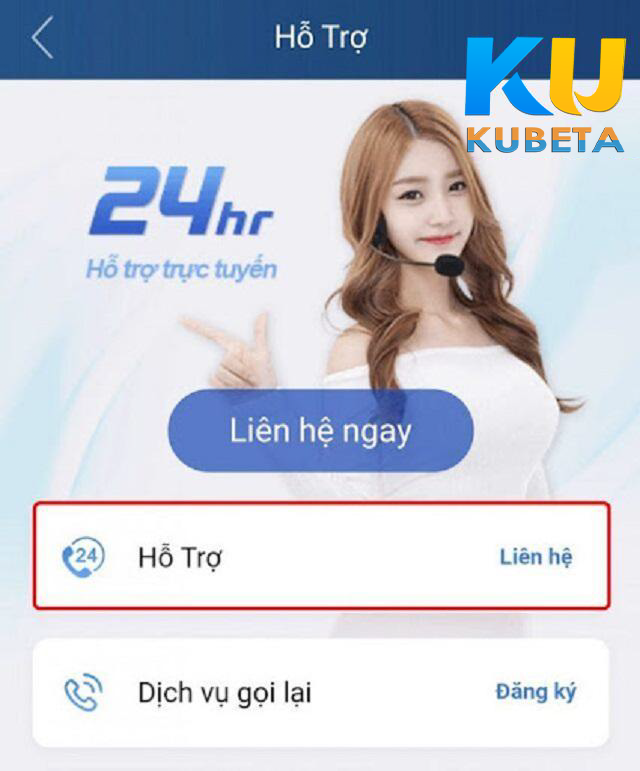 Hỗ Trợ
KU
KUBETA
24hr
Hỗ trợ trực tuyến
Liên hệ ngay
24 Hỗ Trợ Liên hệ
Dịch vụ gọi lại Đăng ký